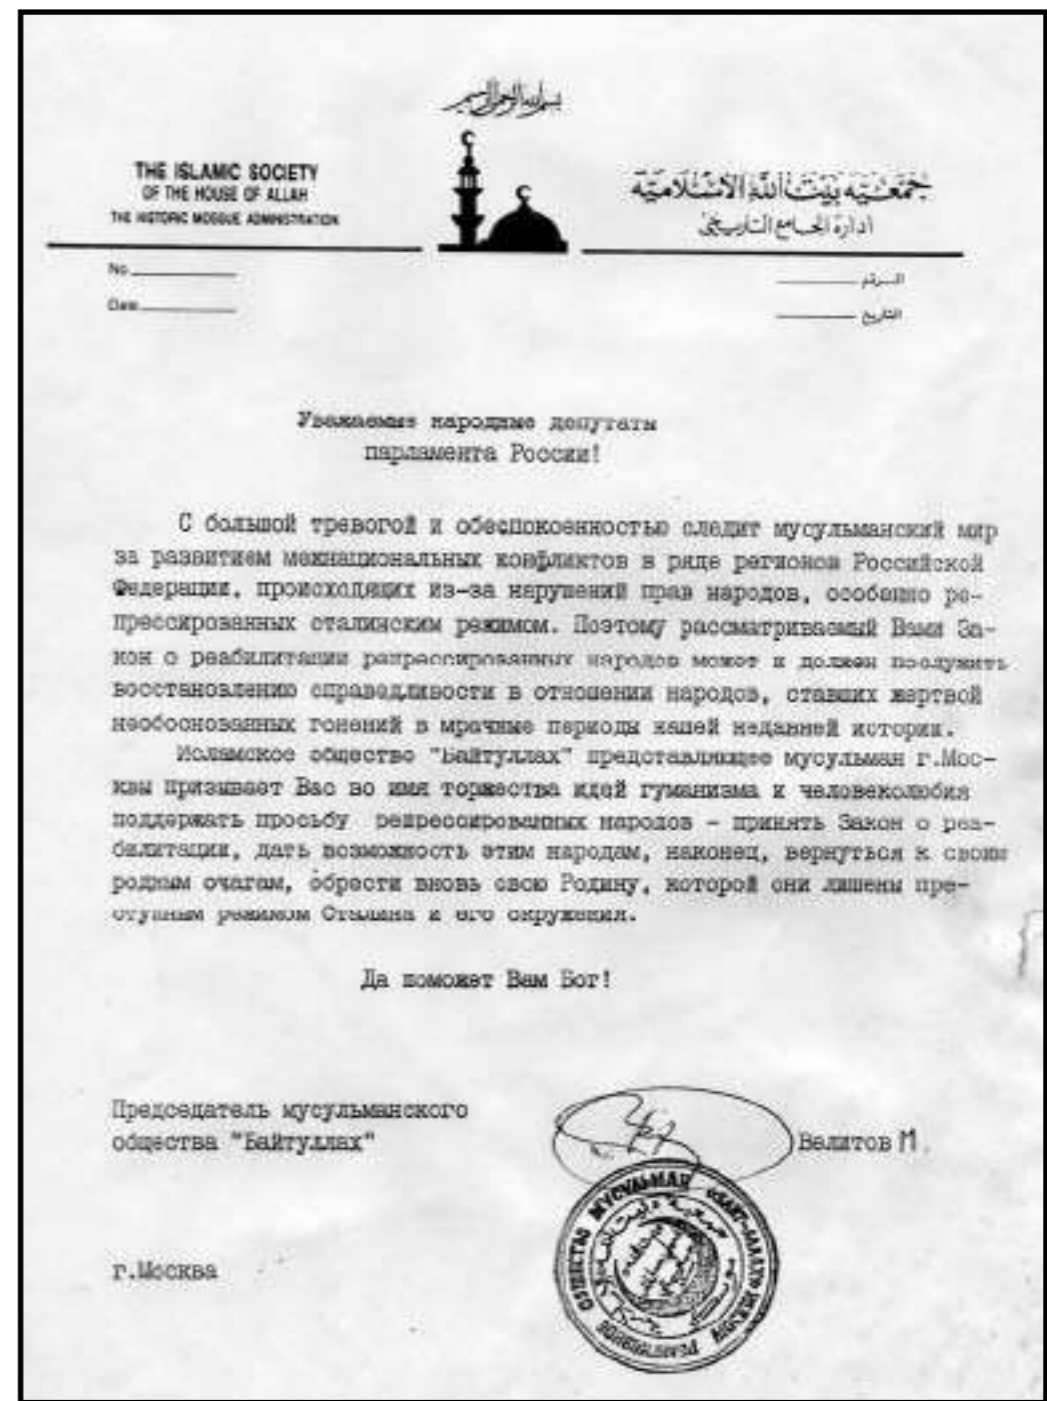 بسم الله الرحمن الرحيم
THE ISLAMIC SOCIETY
OF THE HOUSE OF ALLAH
THE HISTORIC MOSQUE ADMINISTRATION
جمعية بيت الله الاسلامية
ادارة الجامع التاريخي
No.
Date
الرقم
التاريخ
Уважаемые народные депутаты
парламента России!
С большой тревогой и обеспокоенностью следит мусульманский мир
за развитием межнациональных конфликтов в ряде регионов Российской
Федерации, происходящих из-за нарушений прав народов, особенно ре-
прессированных сталинским режимом. Поэтому рассматриваемый Вами За-
кон о реабилитации репрессированных народов может и должен послужить
восстановлению справедливости в отношении народов, ставших жертвой
необоснованных гонений в мрачные периоды нашей недавней истории.
Исламское общество "Байтуллах" представляющее мусульман г.Мос-
квы призывает Вас во имя торжества идей гуманизма и человеколюбия
поддержать просьбу репрессированных народов - принять Закон о реа-
билитации, дать возможность этим народам, наконец, вернуться к своим
родным очагам, обрести вновь свою Родину, которой они лишены пре-
ступным режимом Сталина и его окружения.
Да поможет Вам Бог!
Председатель мусульманского
общества "Байтуллах"
Велитов М.
ОБЩЕСТВО МУСУЛЬМАН
г.Москва